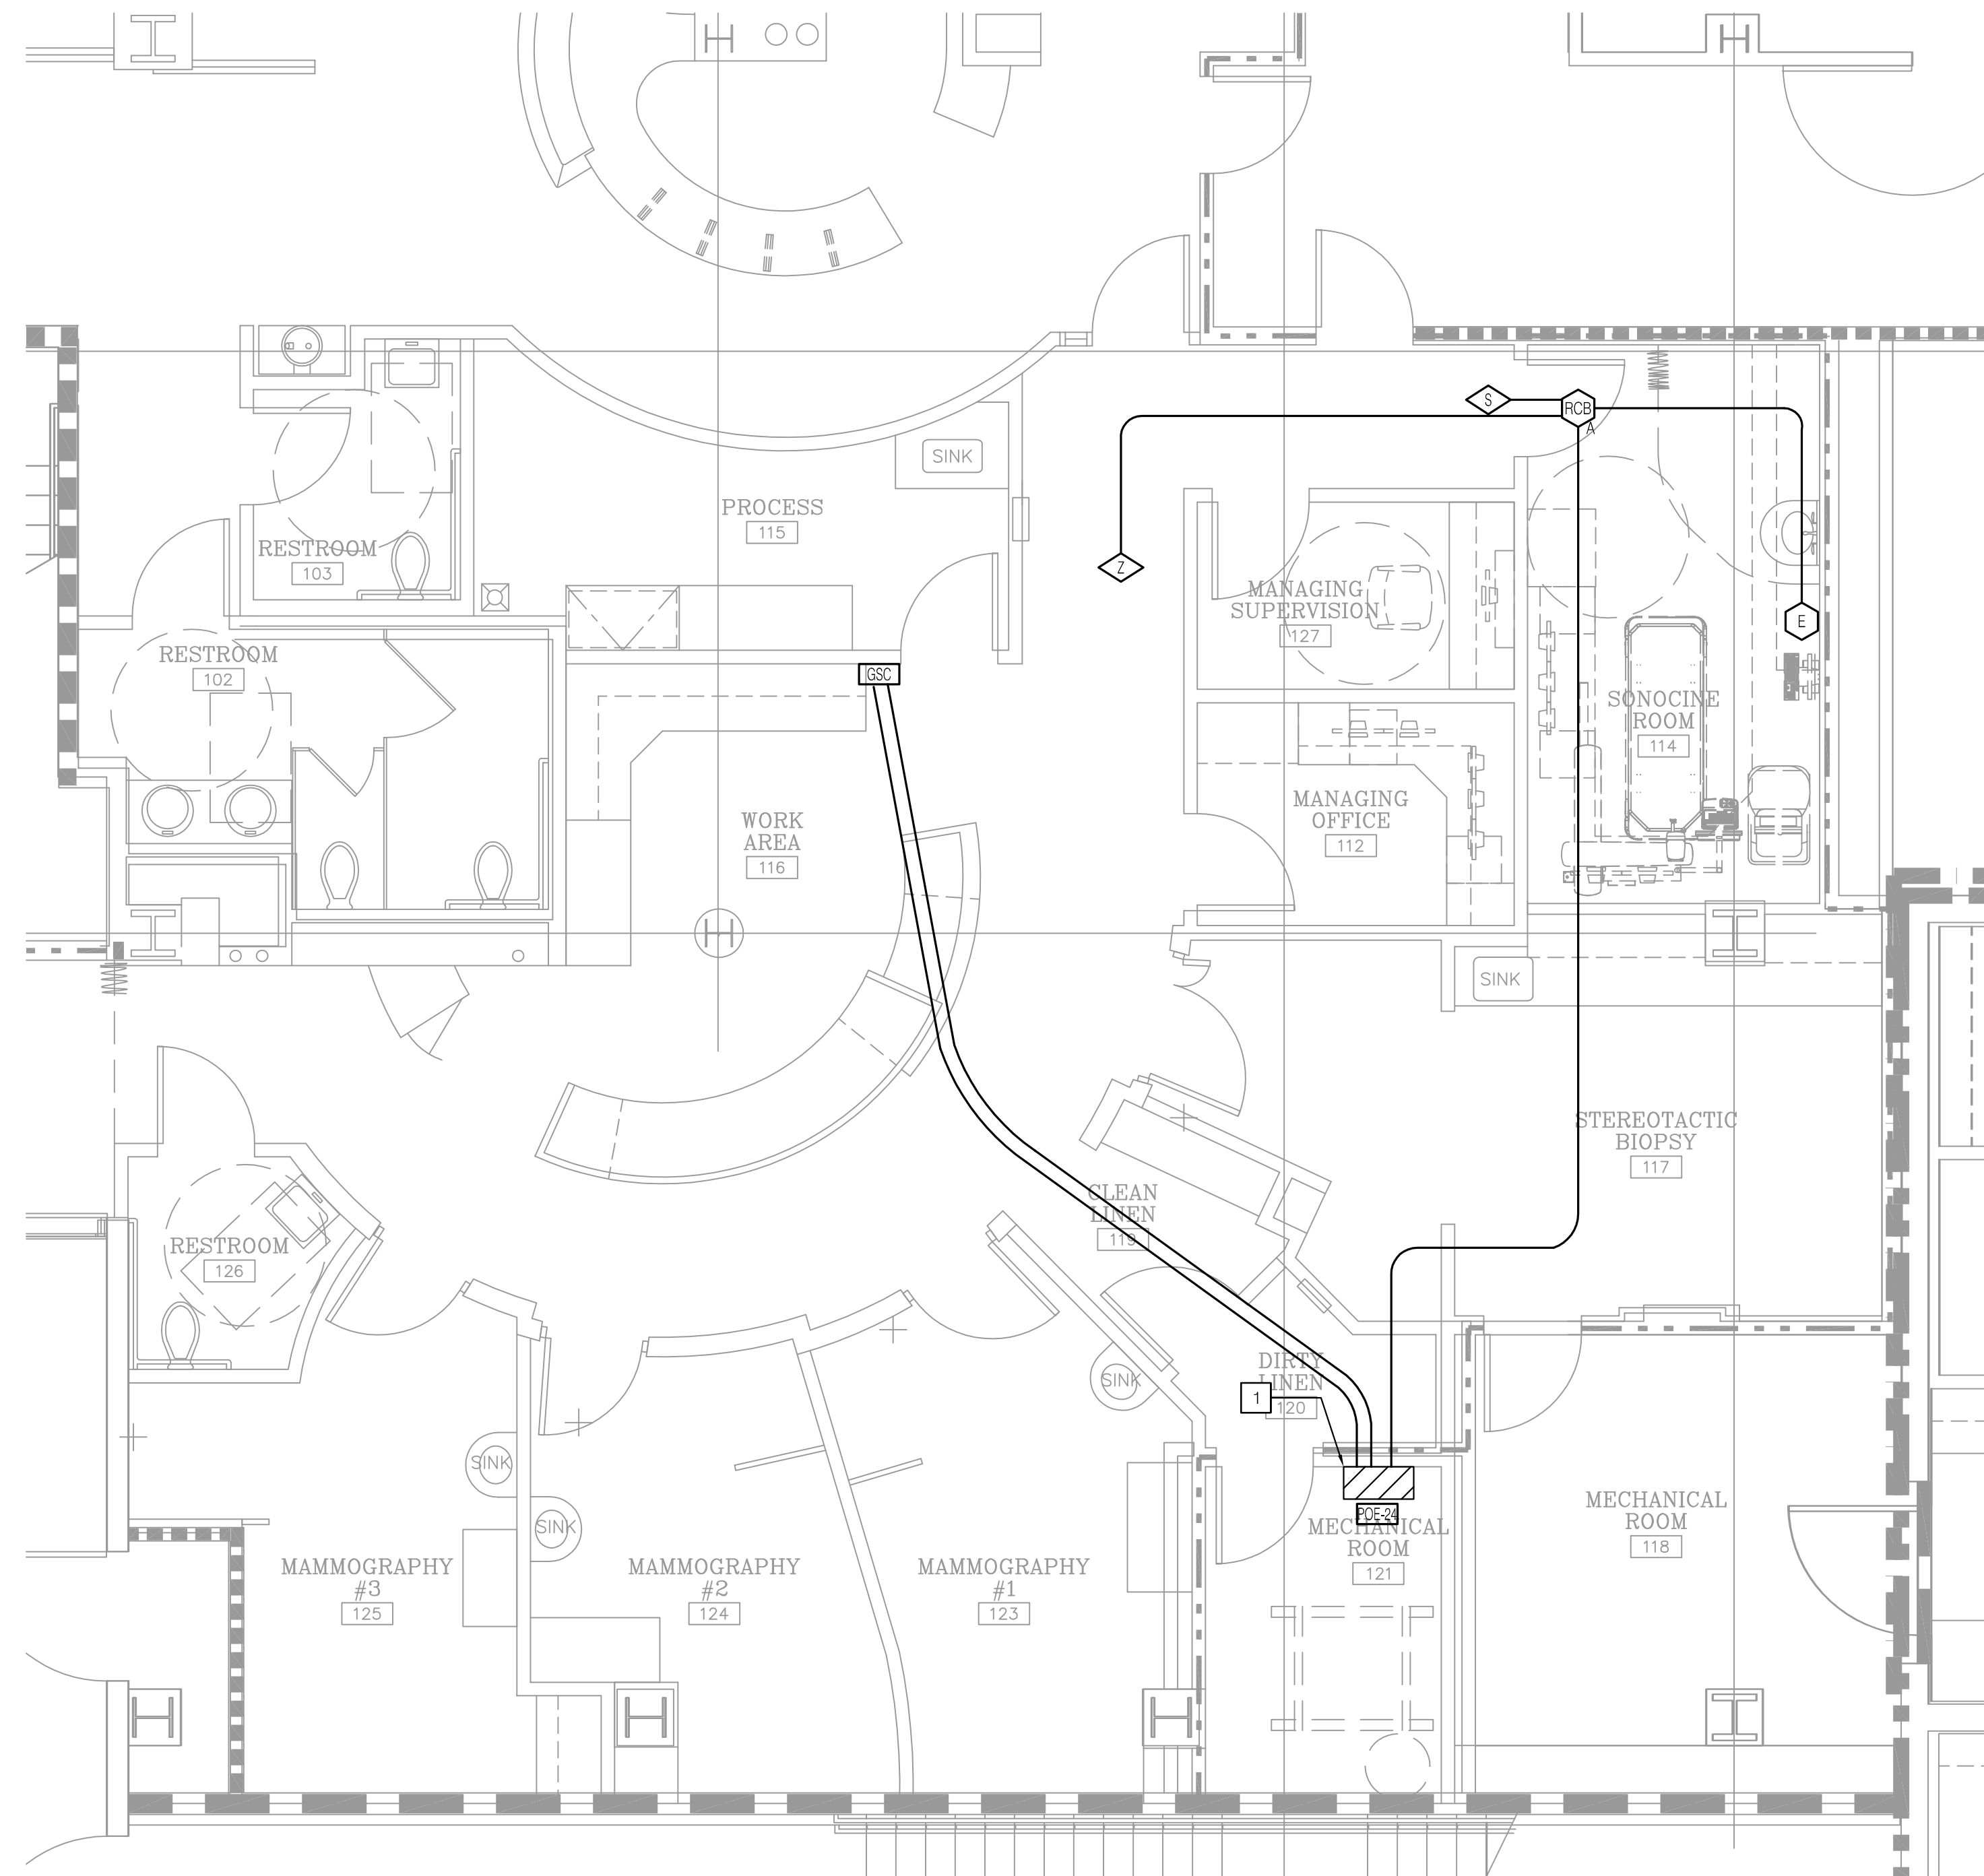 S
RCB
A
SINK
PROCESS
115
RESTROOM
103
Z
MANAGING
SUPERVISION
127
E
RESTROOM
102
GSC
SONOCINE
ROOM
114
MANAGING
OFFICE
112
WORK
AREA
116
SINK
STEREOTACTIC
BIOPSY
117
CLEAN
LINEN
119
RESTROOM
126
DIRTY
LINEN
120
1
SINK
SINK
SINK
POE-24
MECHANICAL
ROOM
121
MECHANICAL
ROOM
118
MAMMOGRAPHY
#3
125
MAMMOGRAPHY
#2
124
MAMMOGRAPHY
#1
123